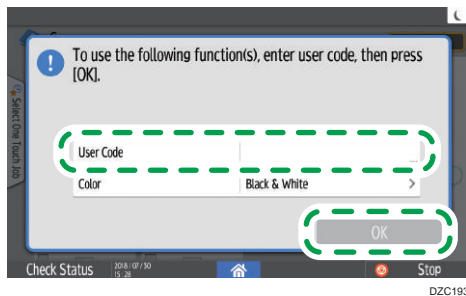 To use the following function(s), enter user code, then press
[OK].
Select One Touch Job
User Code
Color Black & White >
OK
Check Status 2018 / 07 / 30
15 : 28
Stop
DZC193